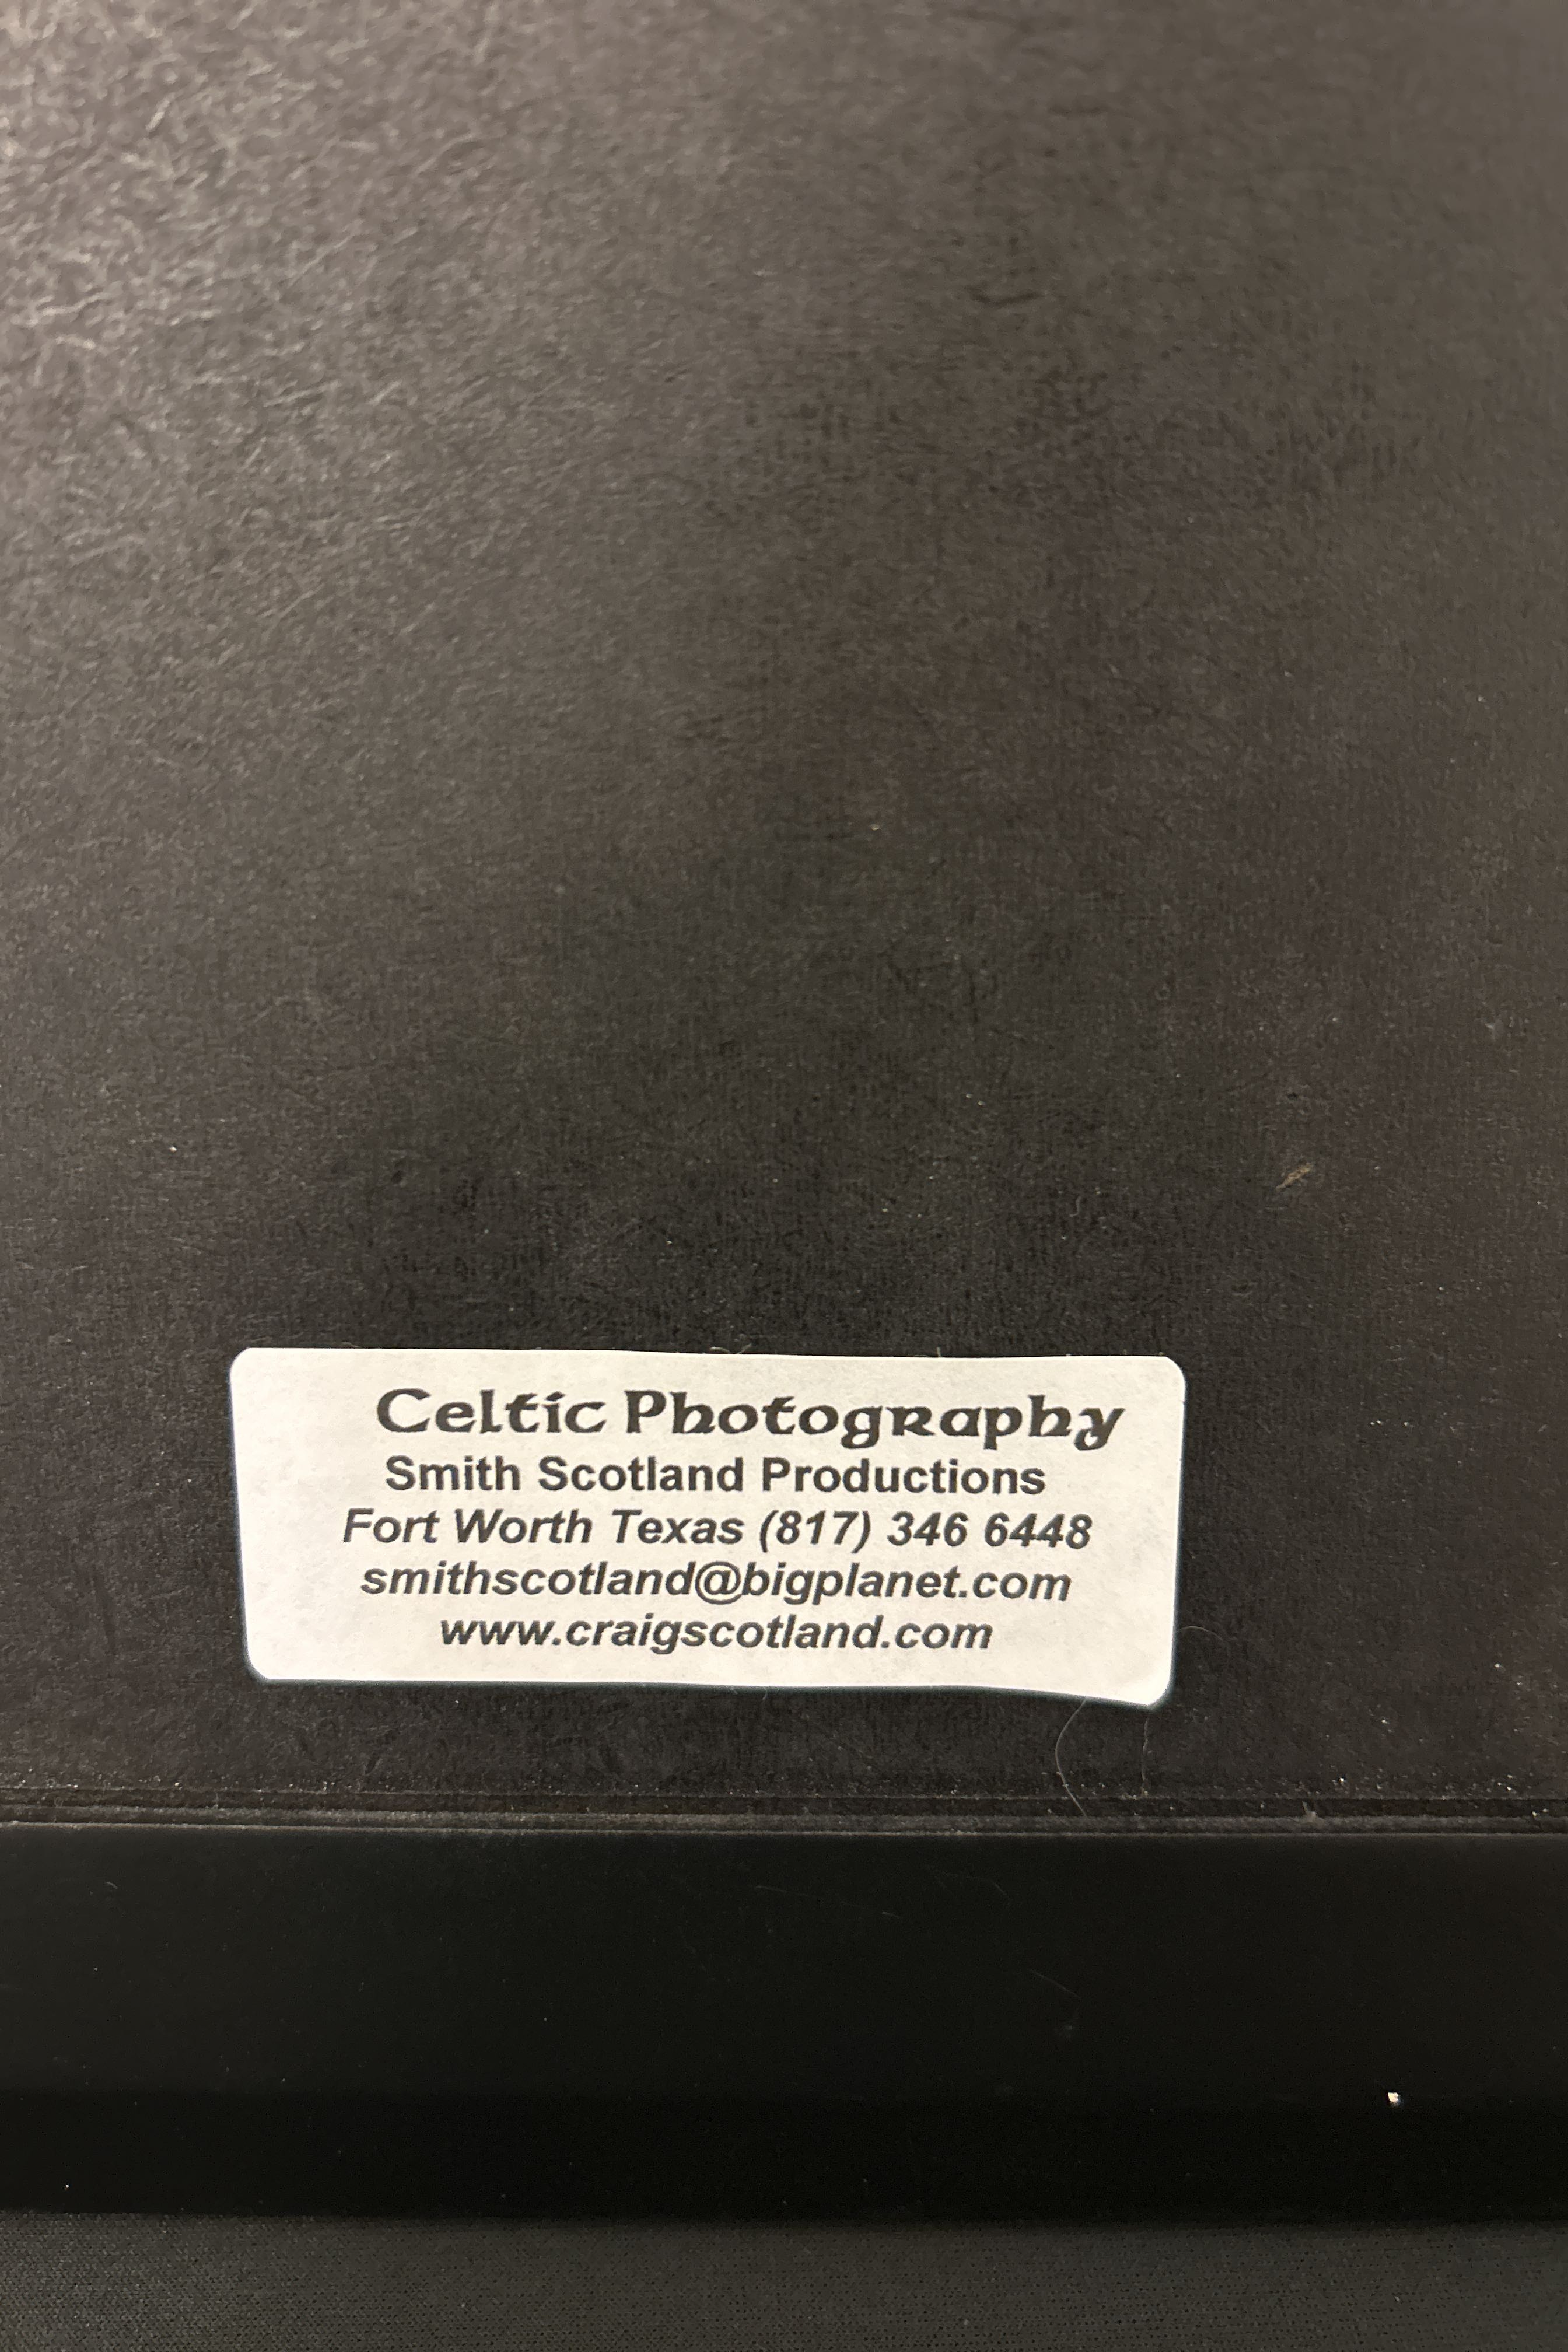 Celtic Photography
Smith Scotland Productions
Fort Worth Texas (817) 346 6448
smithscotland@bigplanet.com
www.craigscotland.com